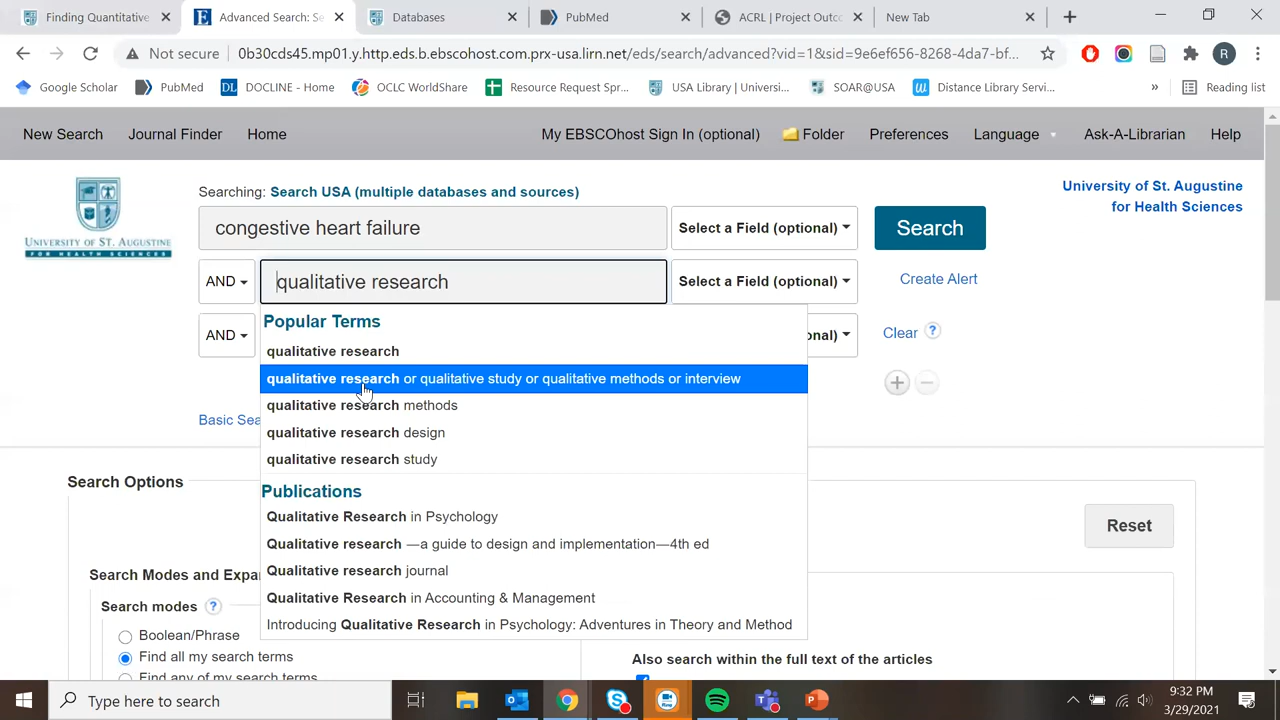 Finding Quantitative
Advanced Search: S
Databases
PubMed
ACRL | Project Outc
New Tab
Not secure
0b30cds45.mp01.y.http.eds.b.ebscohost.com.prx-usa.lirn.net/eds/search/advanced?vid=1&sid=9e6ef656-8268-4da7-bf...
R
Google Scholar
PubMed
DOCLINE - Home
OCLC WorldShare
Resource Request Spr...
USA Library | Universi...
SOAR@USA
Distance Library Servi...
»
Reading list
New Search
Journal Finder
Home
My EBSCOhost Sign In (optional)
Folder
Preferences
Language
Ask-A-Librarian
Help
Searching: Search USA (multiple databases and sources)
University of St. Augustine
for Health Sciences
UNIVERSITY OF ST. AUGUSTINE
FOR HEALTH SCIENCES
congestive heart failure
Select a Field (optional)
Search
AND
qualitative research
Select a Field (optional)
Create Alert
AND
onal)
Clear ?
Popular Terms
qualitative research
qualitative research or qualitative study or qualitative methods or interview
qualitative research methods
qualitative research design
qualitative research study
Basic Sea
Publications
Qualitative Research in Psychology
Qualitative research —a guide to design and implementation—4th ed
Qualitative research journal
Qualitative Research in Accounting & Management
Introducing Qualitative Research in Psychology: Adventures in Theory and Method
Search Options
Reset
Search Modes and Expa
Search modes ?
Boolean/Phrase
Find all my search terms
Find any of my search terms
Also search within the full text of the articles
Type here to search
9:32 PM
3/29/2021